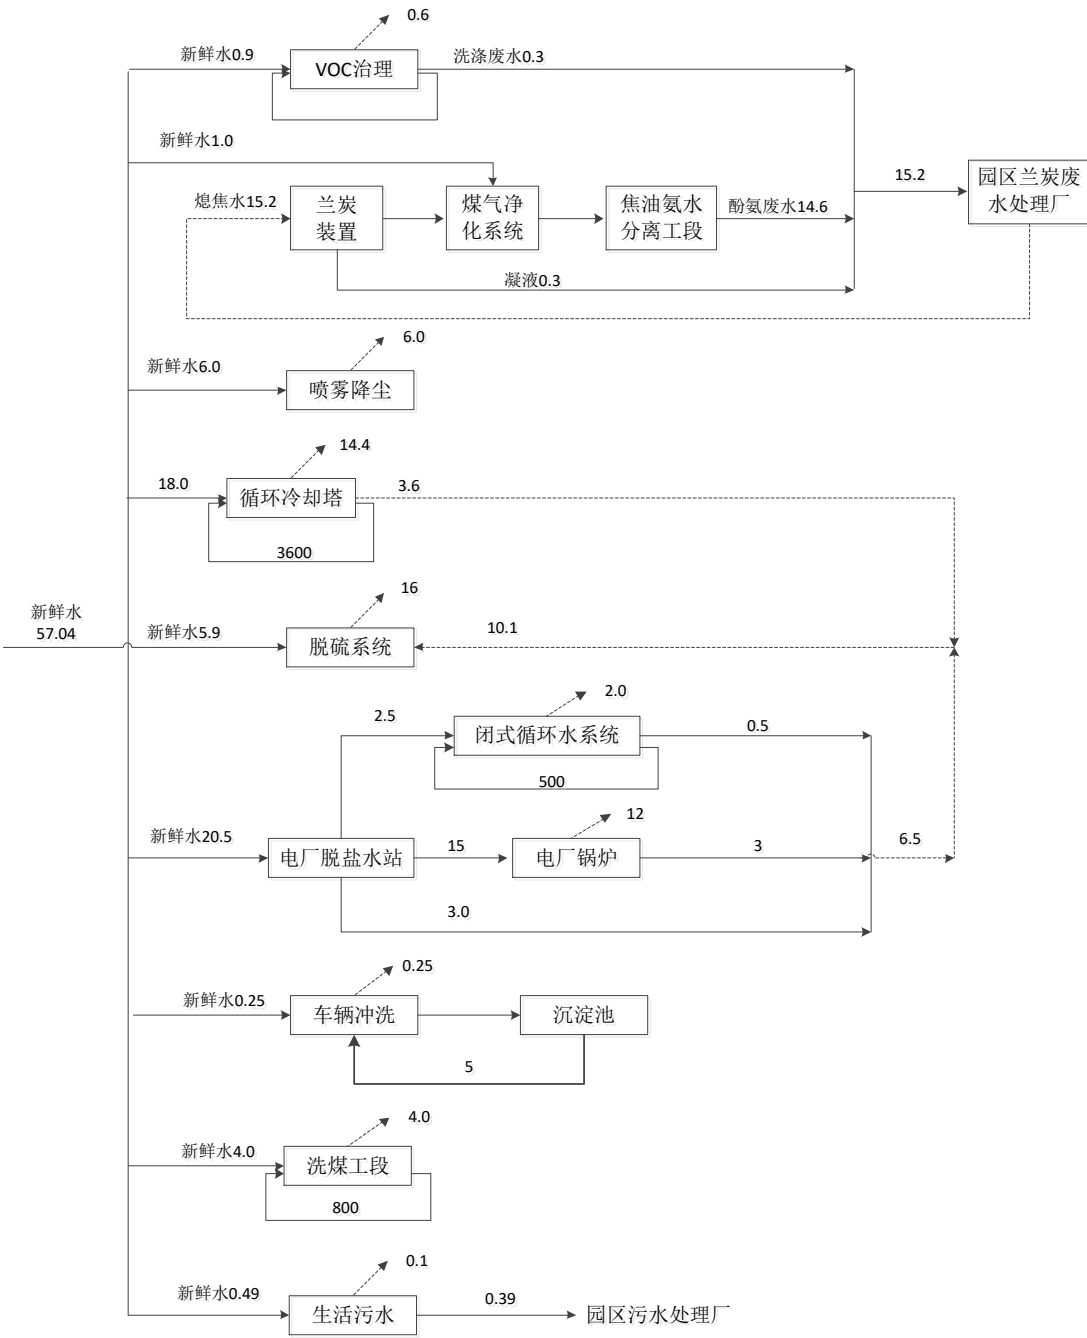 0.6
新鲜水0.9
VOC治理
洗涤废水0.3
新鲜水1.0
熄焦水15.2
兰炭
装置
煤气净
化系统
焦油氨水
分离工段
酚氨废水14.6
15.2
园区兰炭废
水处理厂
凝液0.3
6.0
新鲜水6.0
喷雾降尘
14.4
18.0
循环冷却塔
3.6
3600
16
新鲜水
57.04
新鲜水5.9
脱硫系统
10.1
2.0
2.5
闭式循环水系统
0.5
500
12
新鲜水20.5
电厂脱盐水站
15
电厂锅炉
3
6.5
3.0
0.25
新鲜水0.25
车辆冲洗
沉淀池
5
4.0
新鲜水4.0
洗煤工段
800
0.1
新鲜水0.49
生活污水
0.39
园区污水处理厂